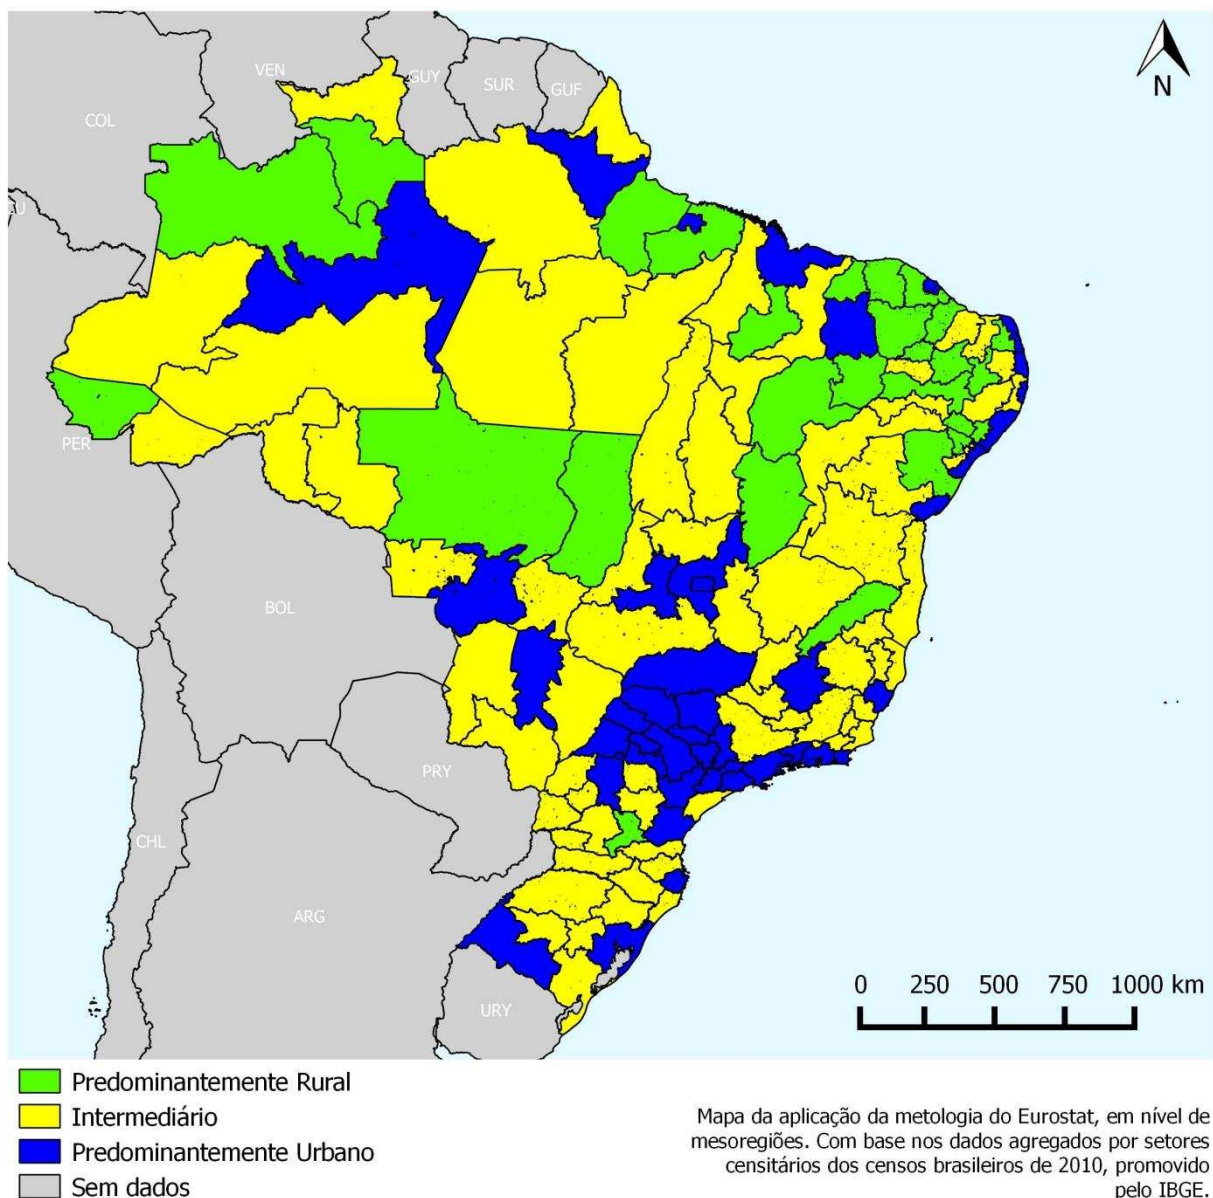 N
VEN
GUY
SUR
GUF
COL
PER
BOL
PRY
CHL
ARG
URY
0 250 500 750 1000 km
Predominantemente Rural
Intermediário
Predominantemente Urbano
Sem dados
Mapa da aplicação da metologia do Eurostat, em nível de
mesoregiões. Com base nos dados agregados por setores
censitários dos censos brasileiros de 2010, promovido
pelo IBGE.